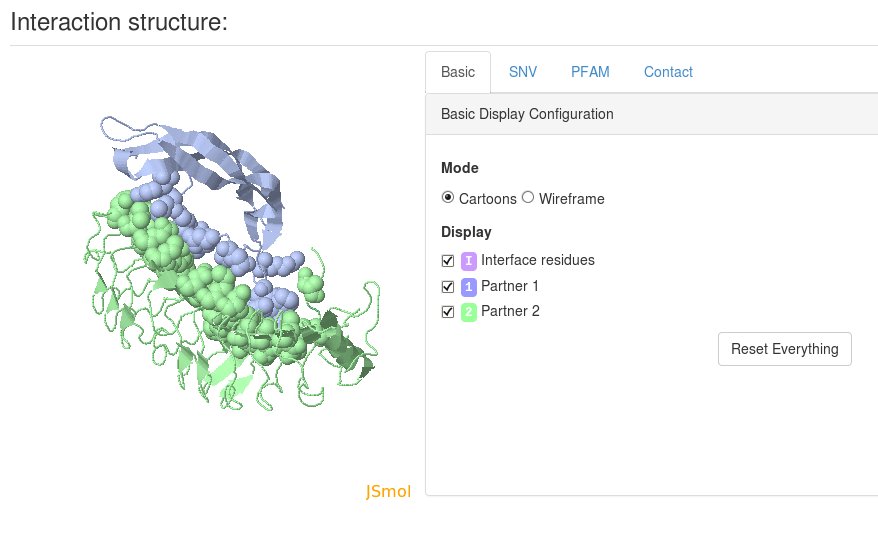 Interaction structure:
Basic SNV PFAM Contact
Basic Display Configuration
Mode
Cartoons Wireframe
Display
I Interface residues
1 Partner 1
2 Partner 2
Reset Everything
JSmol